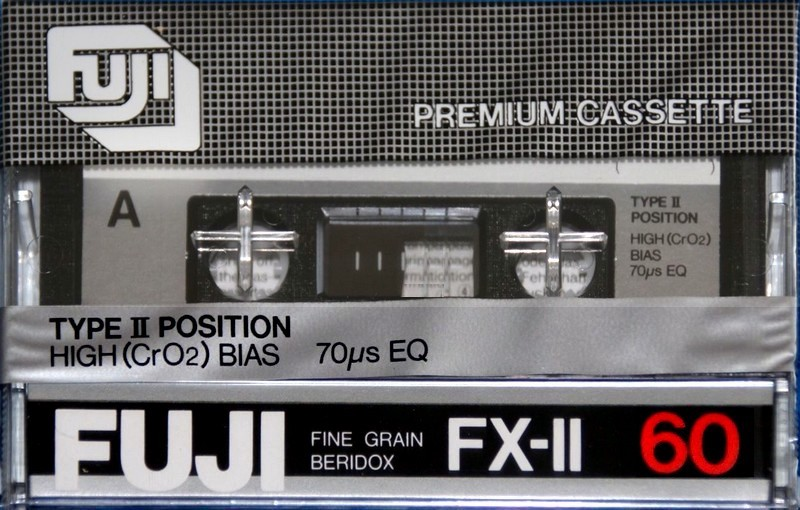 FUJI
PREMIUM CASSETTE
A
TYPE II
POSITION
HIGH (CrO2)
BIAS
70µs EQ
TYPE II POSITION
HIGH (CrO2) BIAS 70µs EQ
FUJI
FINE GRAIN
BERIDOX
FX-II
60